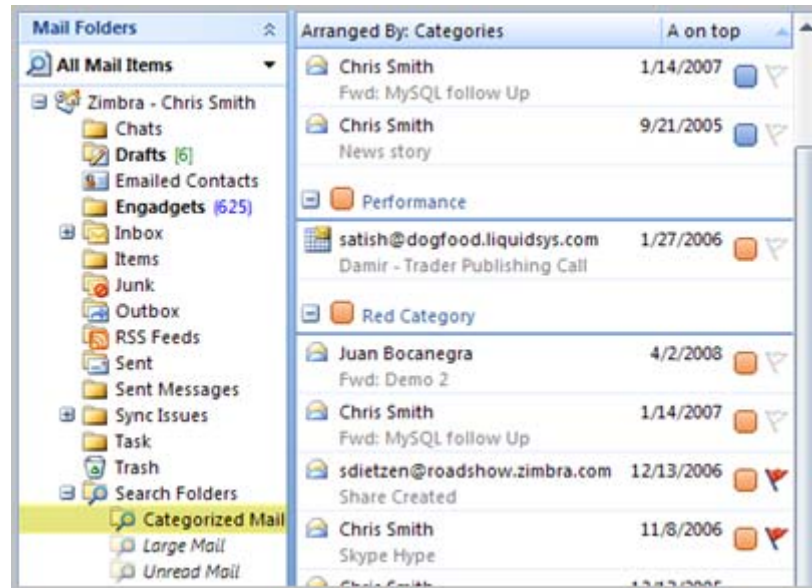 Mail Folders
All Mail Items
Zimbra - Chris Smith
Chats
Drafts [6]
Emailed Contacts
Engadgets (625)
Inbox
Items
Junk
Outbox
RSS Feeds
Sent
Sent Messages
Sync Issues
Task
Trash
Search Folders
Categorized Mail
Large Mail
Unread Mail
Arranged By: Categories A on top
Chris Smith 1/14/2007
Fwd: MySQL follow Up
Chris Smith 9/21/2005
News story
Performance
satish@dogfood.liquidsys.com 1/27/2006
Damir - Trader Publishing Call
Red Category
Juan Bocanegra 4/2/2008
Fwd: Demo 2
Chris Smith 1/14/2007
Fwd: MySQL follow Up
sdietzen@roadshow.zimbra.com 12/13/2006
Share Created
Chris Smith 11/8/2006
Skype Hype